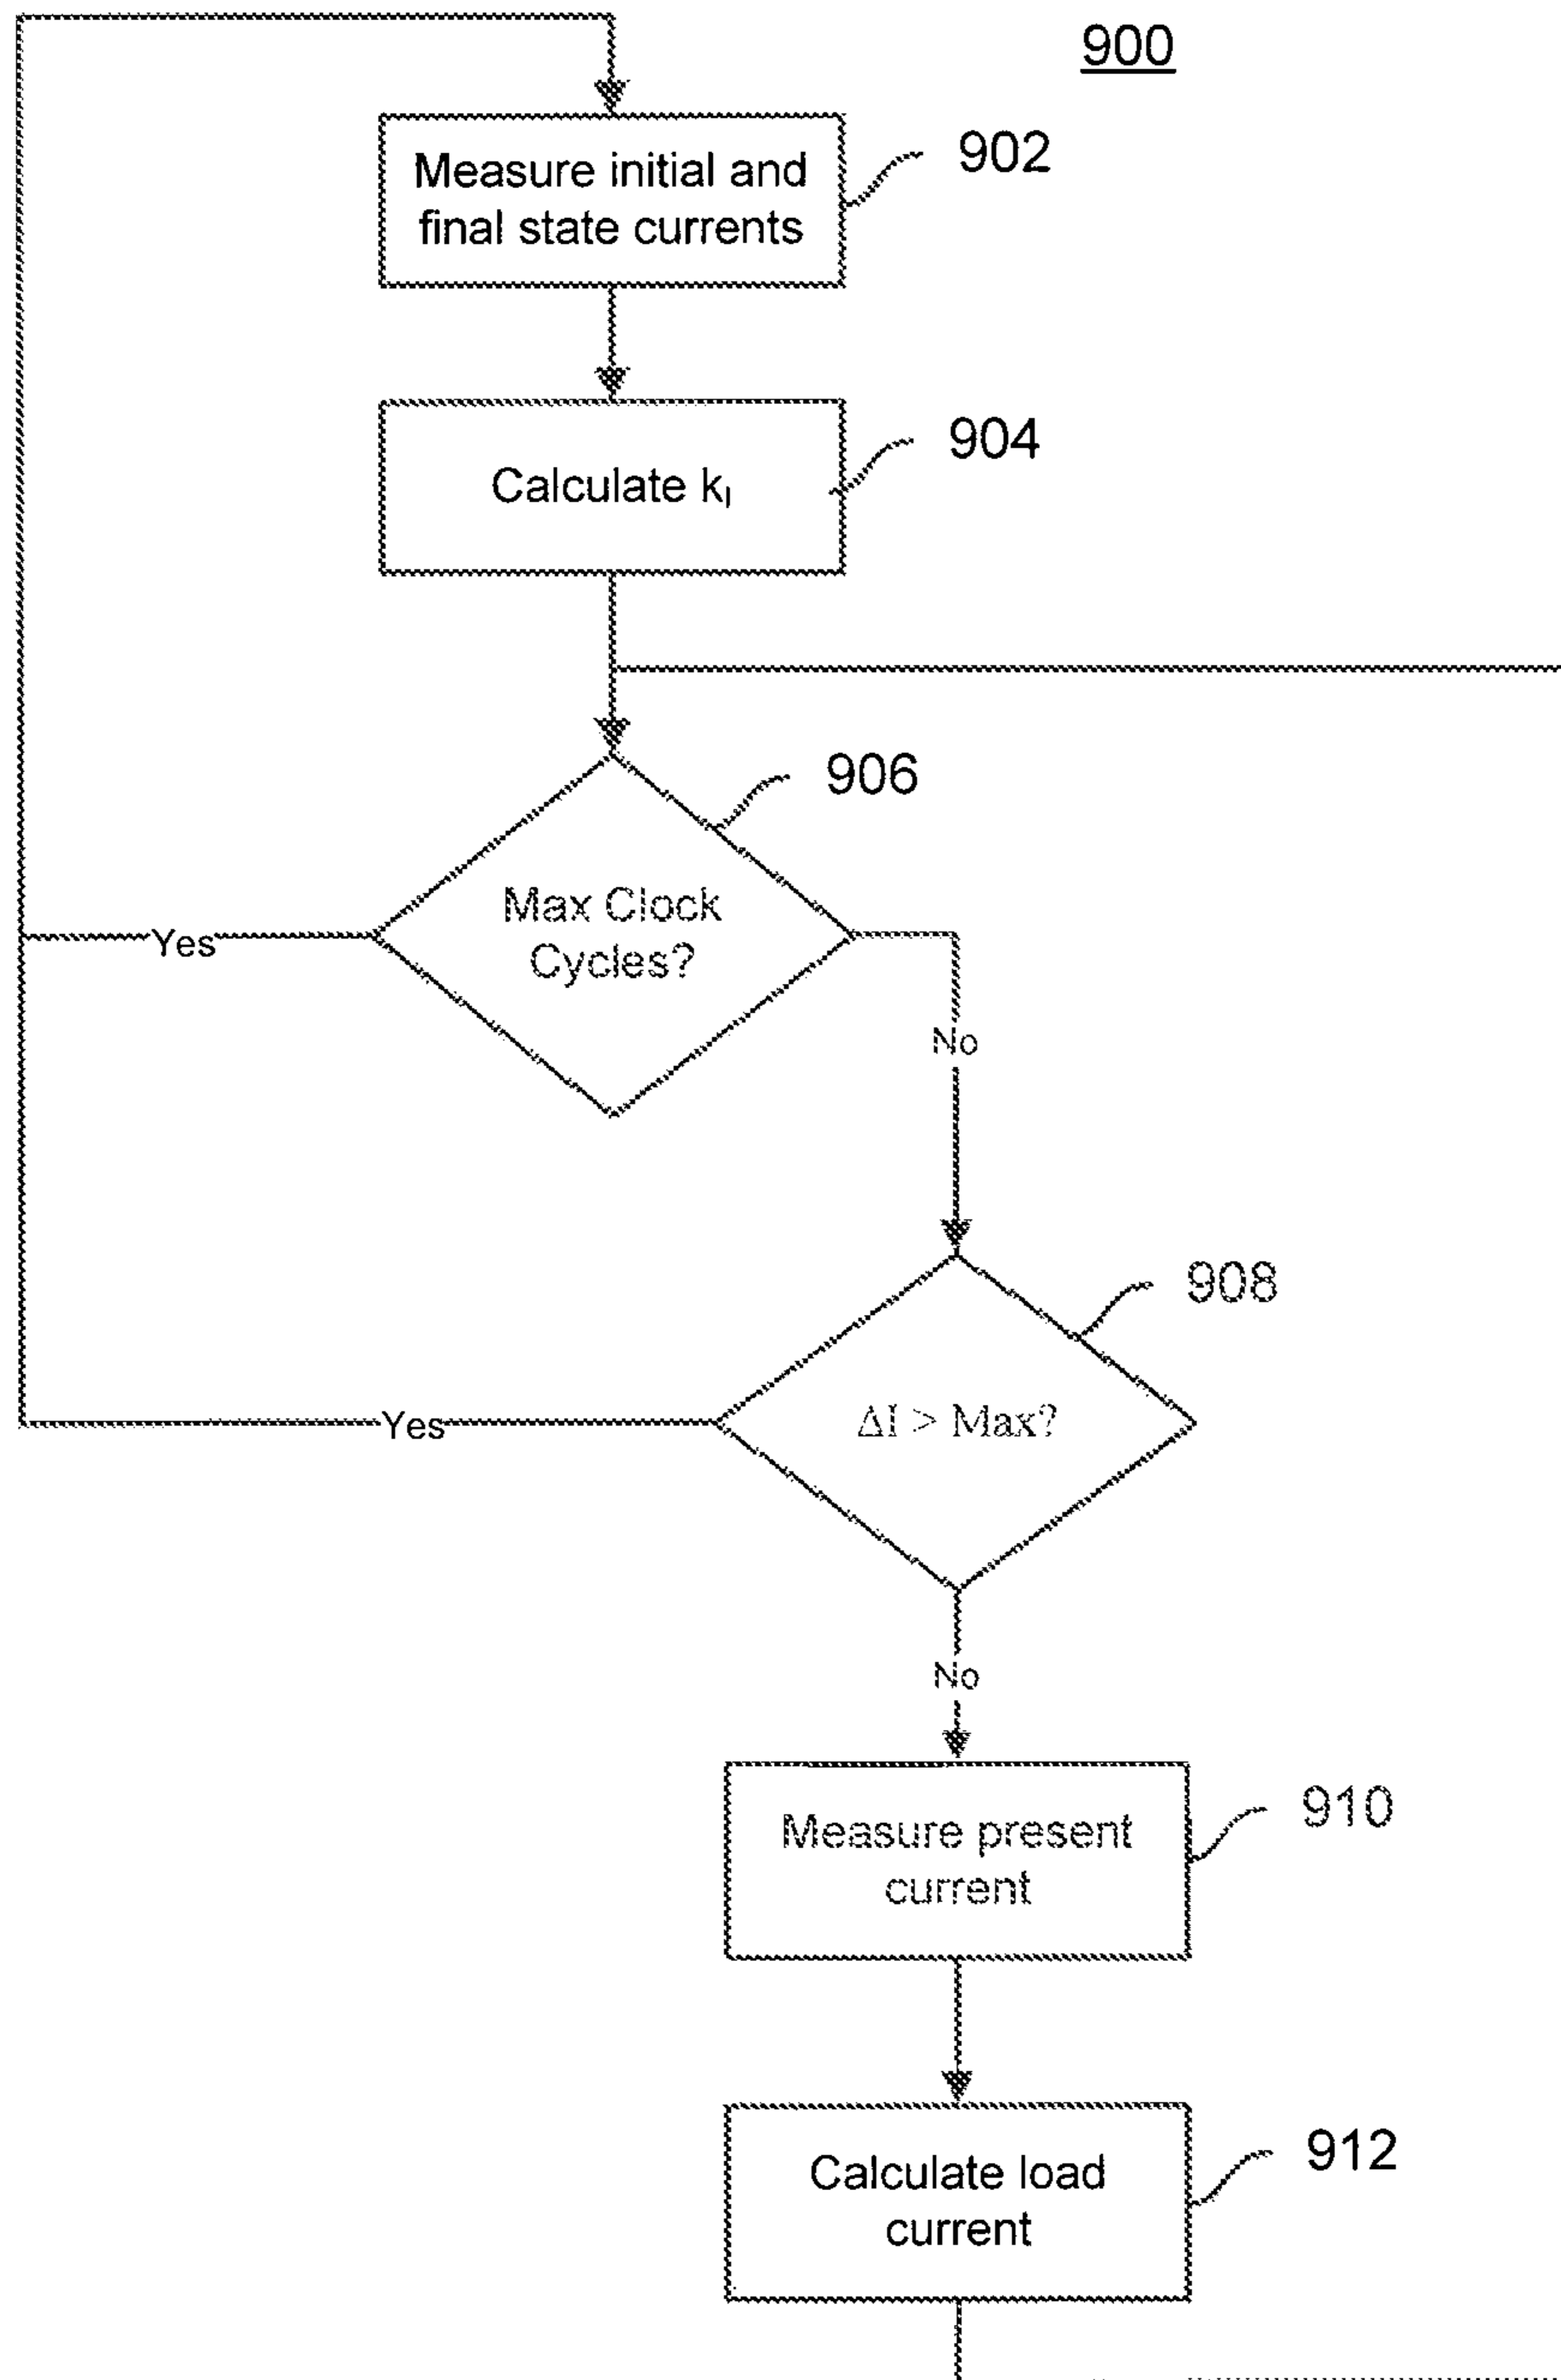 900
Measure initial and
final state currents
902
Calculate kI
904
906
Max Clock
Cycles?
Yes
No
908
ΔI > Max?
Yes
No
Measure present
current
910
Calculate load
current
912